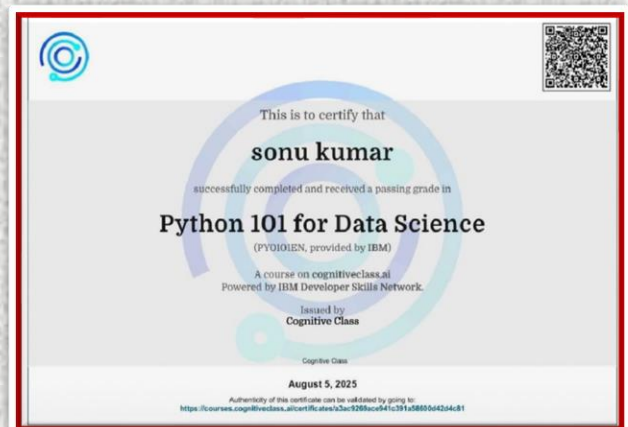 This is to certify that
sonu kumar
successfully completed and received a passing grade in
Python 101 for Data Science
(PY0101EN, provided by IBM)
A course on cognitiveclass.ai
Powered by IBM Developer Skills Network.
Issued by
Cognitive Class
Cognitive Class
August 5, 2025
Authenticity of this certificate can be validated by going to: